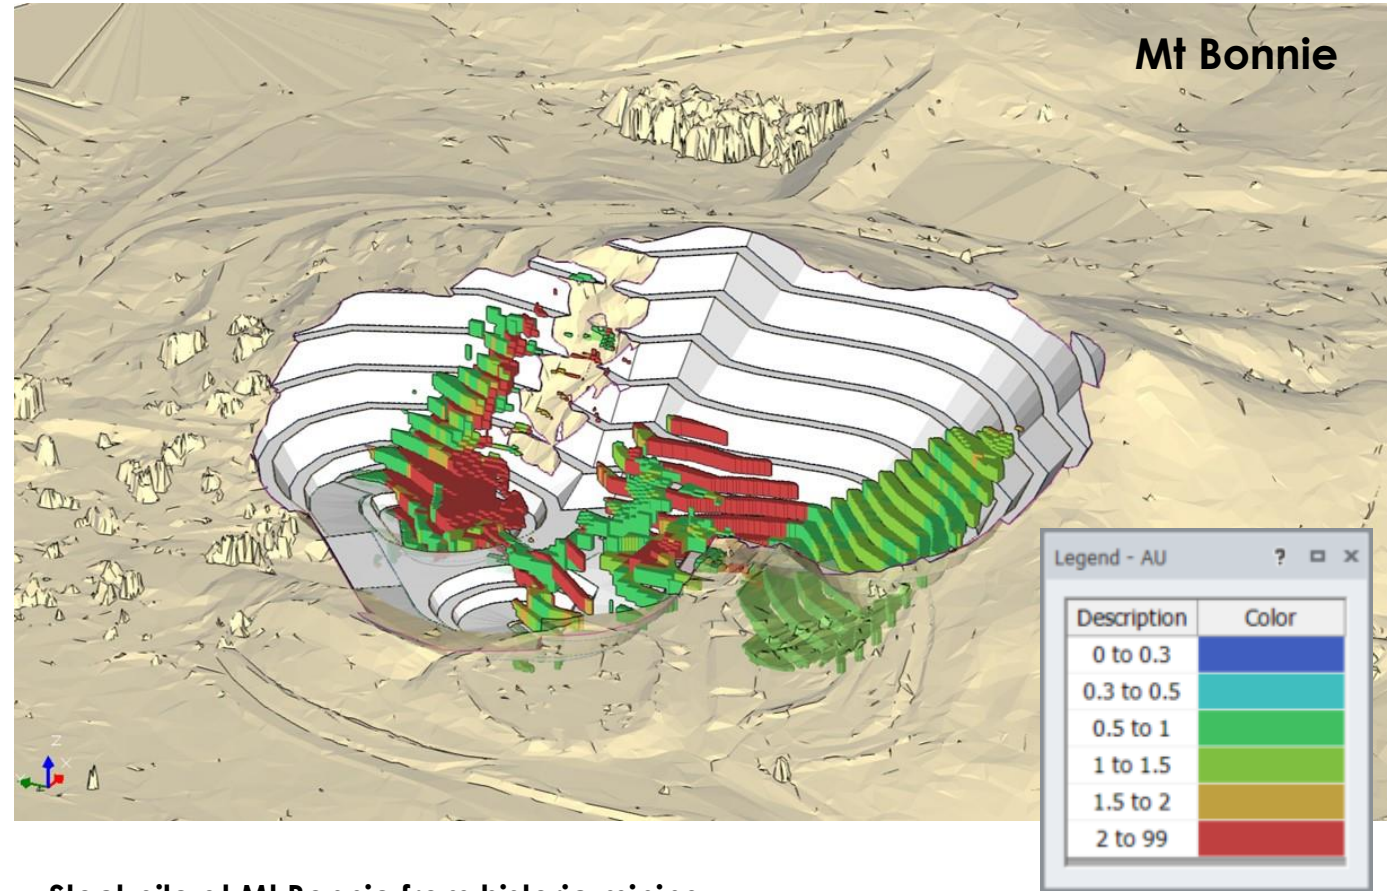 Mt Bonnie
Legend - AU ?
Description Color
0 to 0.3
0.3 to 0.5
0.5 to 1
1 to 1.5
1.5 to 2
2 to 99
Z
X